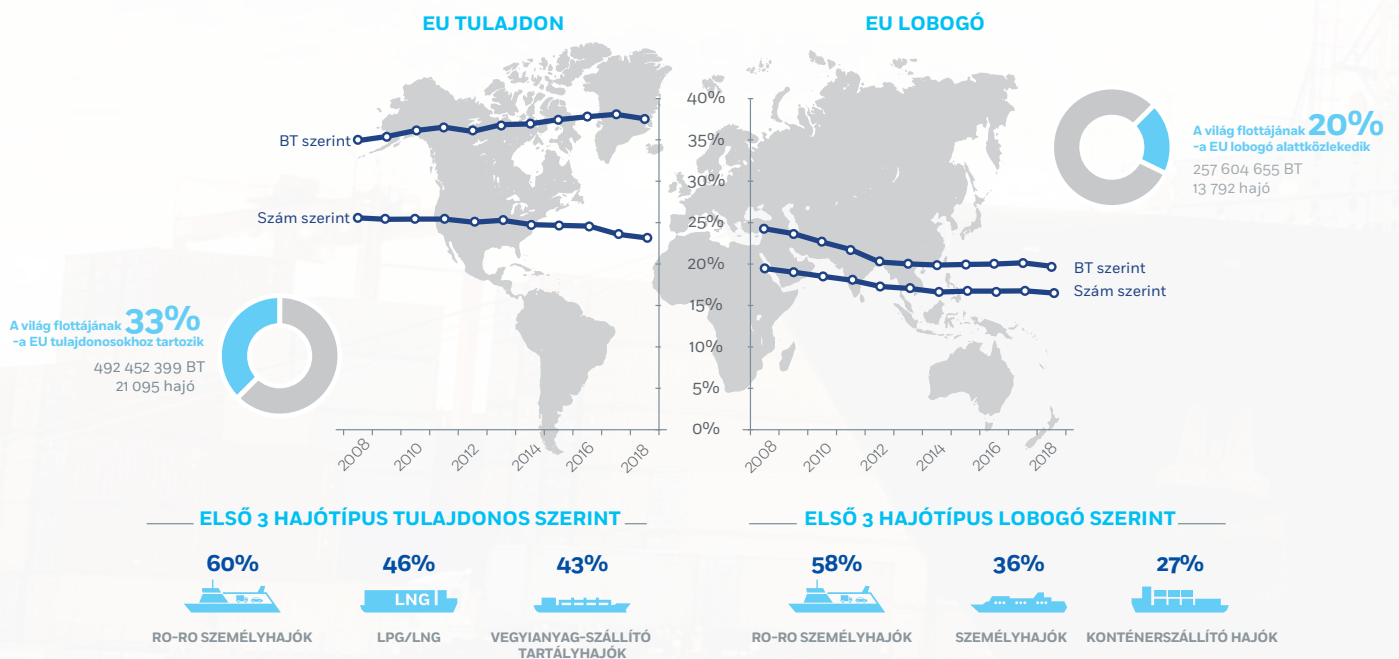 EU TULAJDON
EU LOBOGÓ
BT szerint
Szám szerint
40%
35%
30%
25%
20%
15%
10%
5%
0%
2008
2010
2012
2014
2016
2018
2008
2010
2012
2014
2016
2018
BT szerint
Szám szerint
A világ flottájának 20%
-a EU lobogó alattközlekedik
257 604 655 BT
13 792 hajó
A világ flottájának 33%
-a EU tulajdonosokhoz tartozik
492 452 399 BT
21 095 hajó
ELSŐ 3 HAJÓTÍPUS TULAJDONOS SZERINT
60%
46%
43%
LNG
RO-RO SZEMÉLYHAJÓK
LPG/LNG
VEGYIANYAG-SZÁLLÍTÓ
TARTÁLYHAJÓK
ELSŐ 3 HAJÓTÍPUS LOBOGÓ SZERINT
58%
36%
27%
RO-RO SZEMÉLYHAJÓK
SZEMÉLYHAJÓK
KONTÉNERSZÁLLÍTÓ HAJÓK